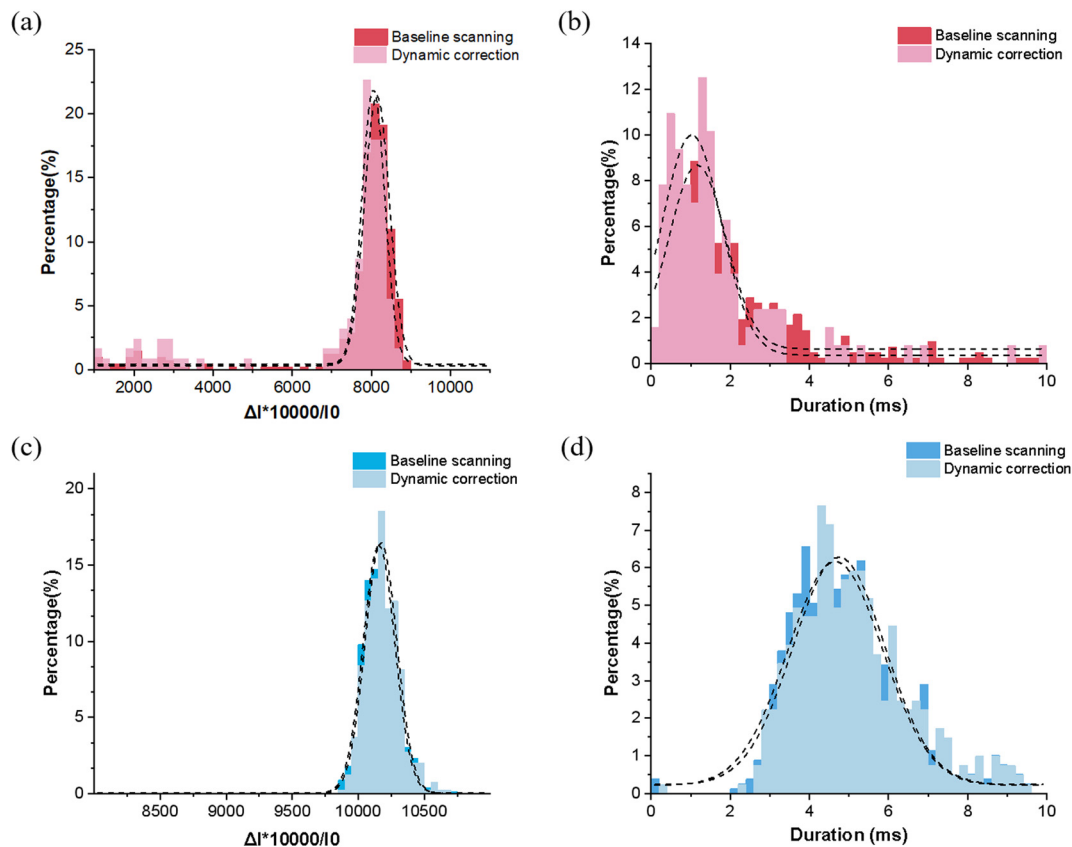 (a)
Baseline scanning
Dynamic correction
25
20
15
10
5
0
Percentage(%)
2000 4000 6000 8000 10000
ΔI*10000/I0
(b)
Baseline scanning
Dynamic correction
14
12
10
8
6
4
2
0
Percentage(%)
0 2 4 6 8 10
Duration (ms)
(c)
Baseline scanning
Dynamic correction
20
15
10
5
0
Percentage(%)
8500 9000 9500 10000 10500
ΔI*10000/I0
(d)
Baseline scanning
Dynamic correction
8
7
6
5
4
3
2
1
0
Percentage(%)
0 2 4 6 8 10
Duration (ms)